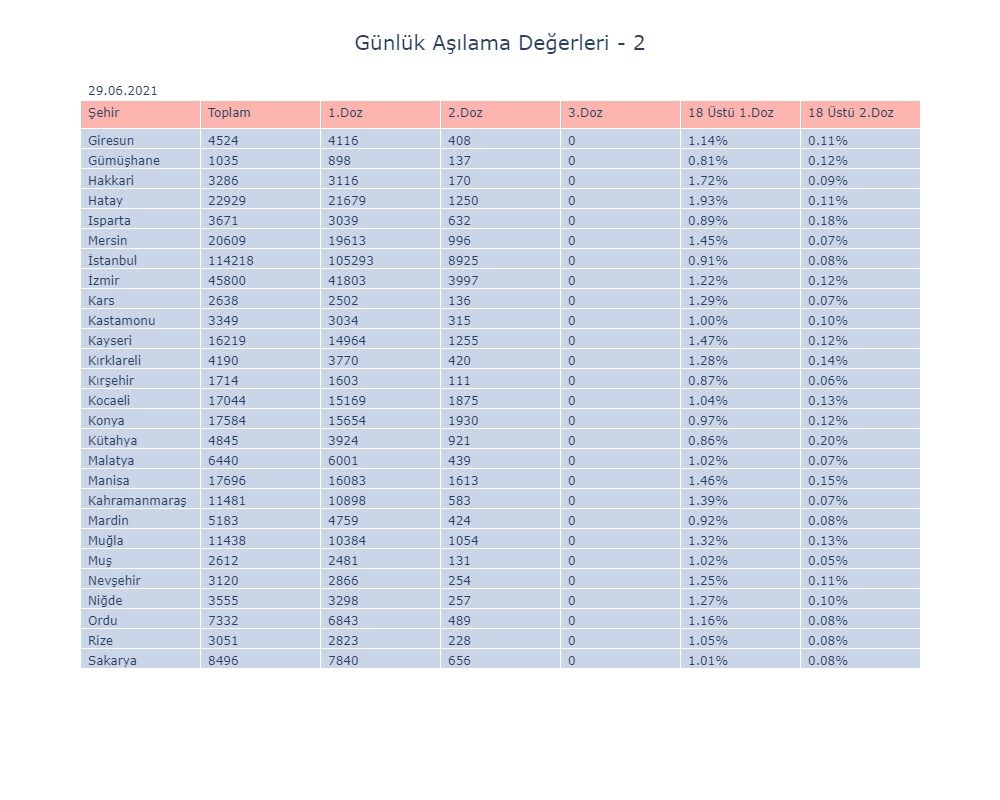 Günlük Aşılama Değerleri - 2
29.06.2021
Şehir Toplam 1.Doz 2.Doz 3.Doz 18 Üstü 1.Doz 18 Üstü 2.Doz
Giresun 4524 4116 408 0 1.14% 0.11%
Gümüşhane 1035 898 137 0 0.81% 0.12%
Hakkari 3286 3116 170 0 1.72% 0.09%
Hatay 22929 21679 1250 0 1.93% 0.11%
Isparta 3671 3039 632 0 0.89% 0.18%
Mersin 20609 19613 996 0 1.45% 0.07%
İstanbul 114218 105293 8925 0 0.91% 0.08%
İzmir 45800 41803 3997 0 1.22% 0.12%
Kars 2638 2502 136 0 1.29% 0.07%
Kastamonu 3349 3034 315 0 1.00% 0.10%
Kayseri 16219 14964 1255 0 1.47% 0.12%
Kırklareli 4190 3770 420 0 1.28% 0.14%
Kırşehir 1714 1603 111 0 0.87% 0.06%
Kocaeli 17044 15169 1875 0 1.04% 0.13%
Konya 17584 15654 1930 0 0.97% 0.12%
Kütahya 4845 3924 921 0 0.86% 0.20%
Malatya 6440 6001 439 0 1.02% 0.07%
Manisa 17696 16083 1613 0 1.46% 0.15%
Kahramanmaraş 11481 10898 583 0 1.39% 0.07%
Mardin 5183 4759 424 0 0.92% 0.08%
Muğla 11438 10384 1054 0 1.32% 0.13%
Muş 2612 2481 131 0 1.02% 0.05%
Nevşehir 3120 2866 254 0 1.25% 0.11%
Niğde 3555 3298 257 0 1.27% 0.10%
Ordu 7332 6843 489 0 1.16% 0.08%
Rize 3051 2823 228 0 1.05% 0.08%
Sakarya 8496 7840 656 0 1.01% 0.08%